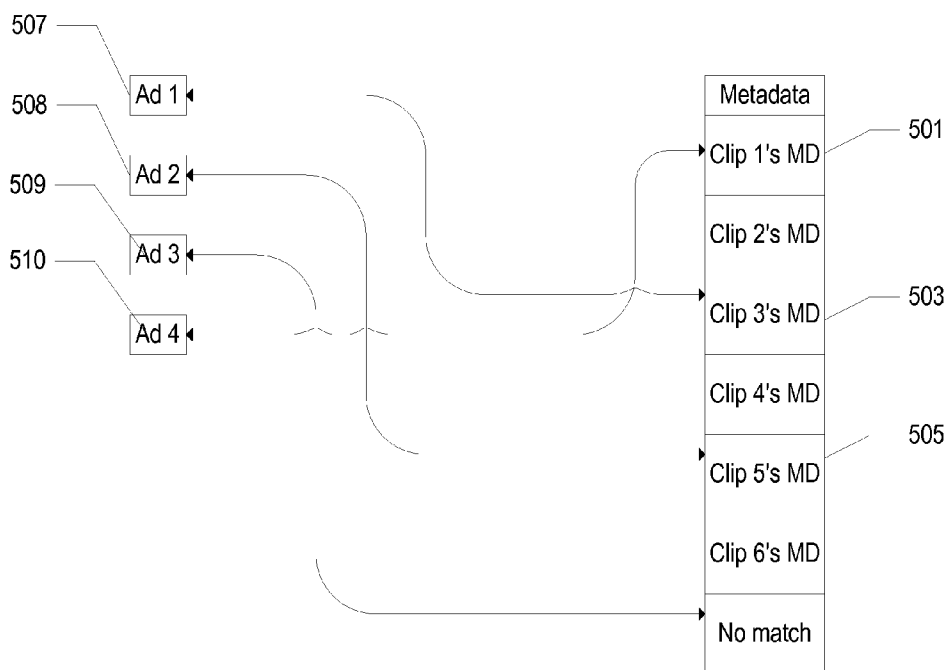 507
508
509
510
Ad 1
Ad 2
Ad 3
Ad 4
Metadata
Clip 1's MD
Clip 2's MD
Clip 3's MD
Clip 4's MD
Clip 5's MD
Clip 6's MD
No match
501
503
505